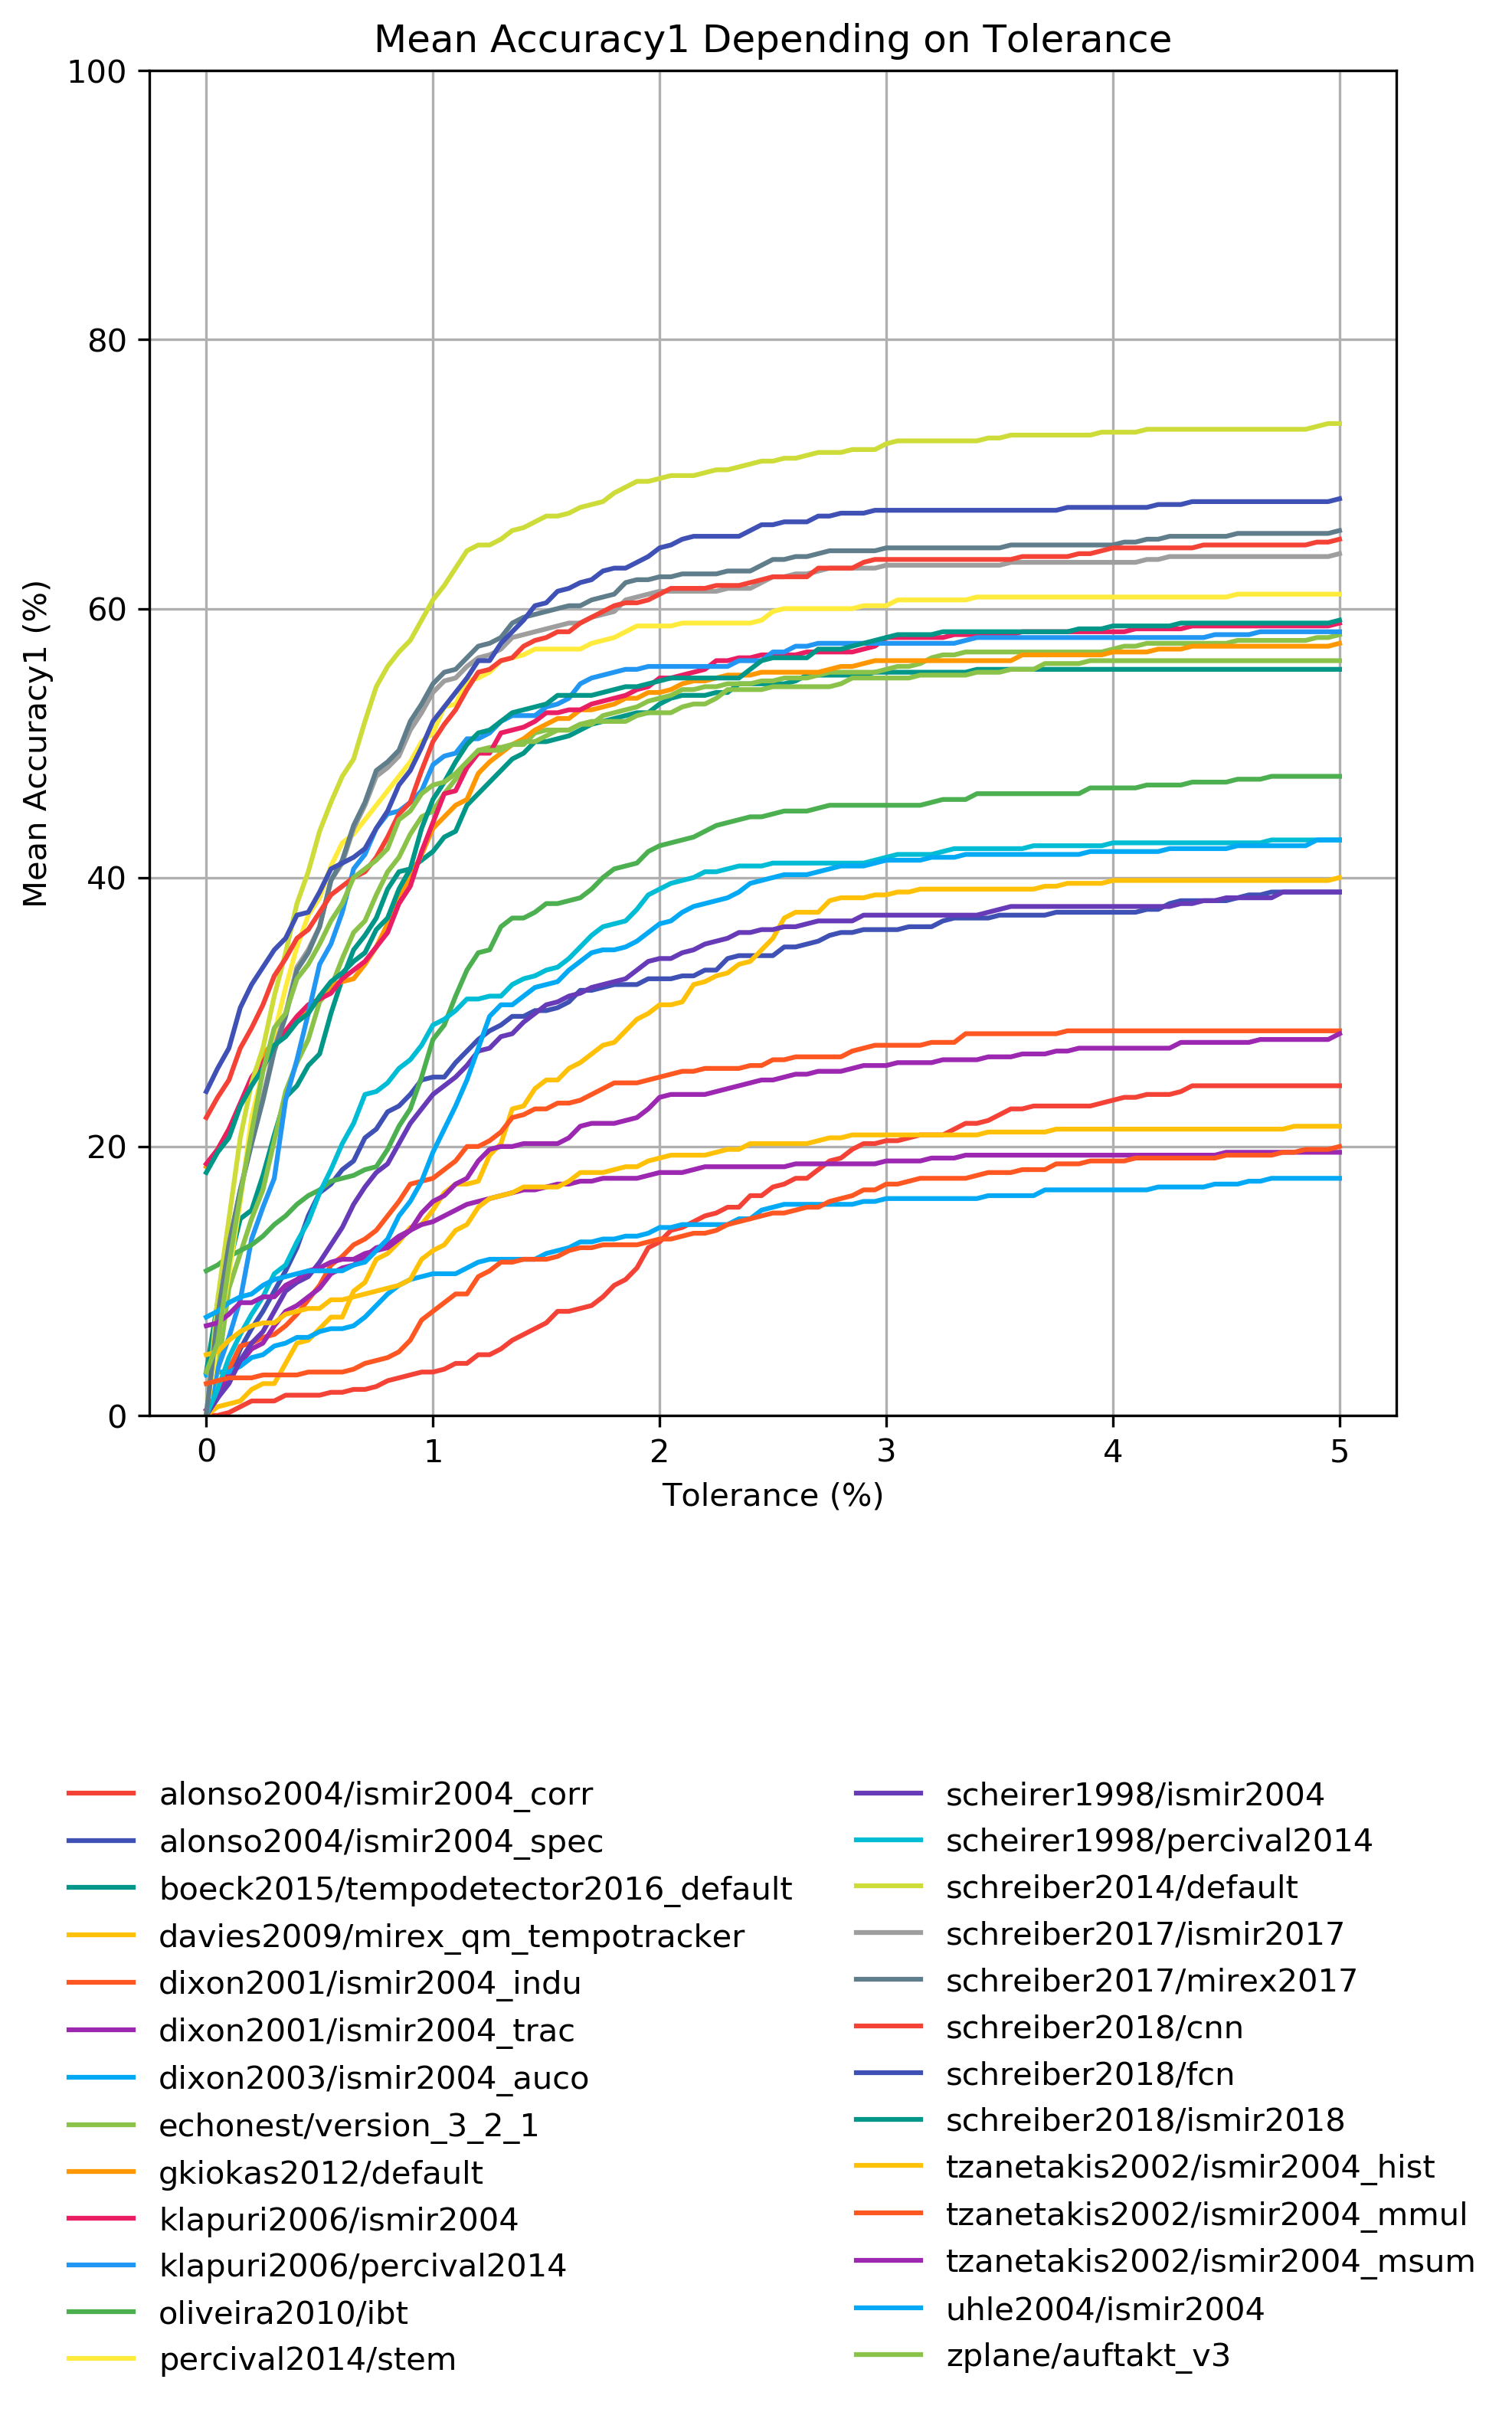 Mean Accuracy1 Depending on Tolerance
100
80
60
40
20
0
Mean Accuracy1 (%)
0 1 2 3 4 5
Tolerance (%)
alonso2004/ismir2004_corr
alonso2004/ismir2004_spec
boeck2015/tempodetector2016_default
davies2009/mirex_qm_tempotracker
dixon2001/ismir2004_indu
dixon2001/ismir2004_trac
dixon2003/ismir2004_auco
echonest/version_3_2_1
gkiokas2012/default
klapuri2006/ismir2004
klapuri2006/percival2014
oliveira2010/ibt
percival2014/stem
scheirer1998/ismir2004
scheirer1998/percival2014
schreiber2014/default
schreiber2017/ismir2017
schreiber2017/mirex2017
schreiber2018/cnn
schreiber2018/fcn
schreiber2018/ismir2018
tzanetakis2002/ismir2004_hist
tzanetakis2002/ismir2004_mmul
tzanetakis2002/ismir2004_msum
uhle2004/ismir2004
zplane/auftakt_v3